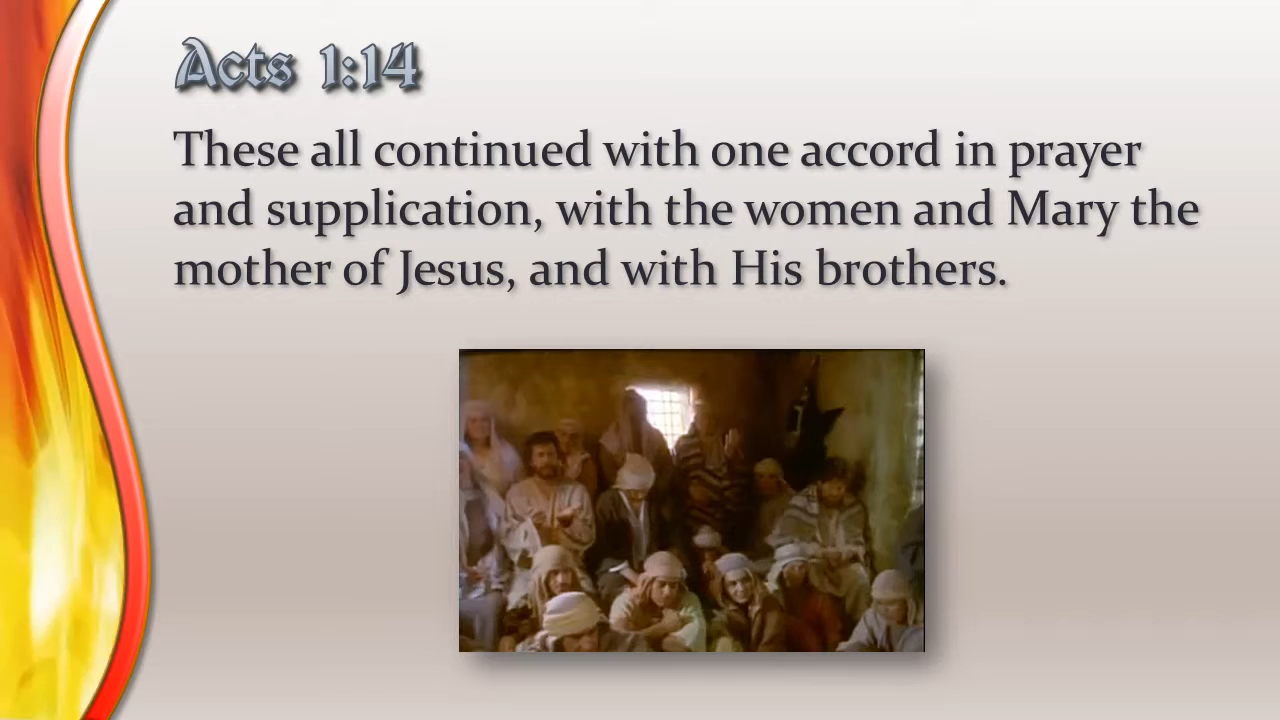 Acts 1:14
These all continued with one accord in prayer
and supplication, with the women and Mary the
mother of Jesus, and with His brothers.